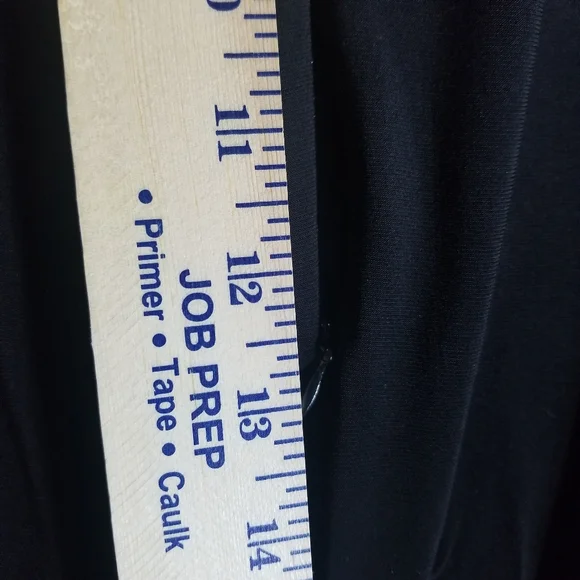 11
12
13
14
JOB PREP
• Primer • Tape • Caulk